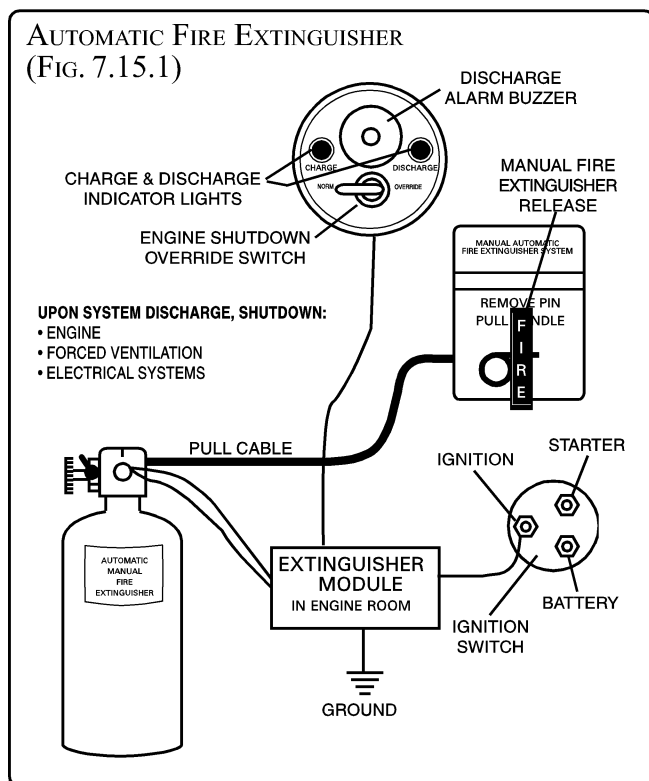 AUTOMATIC FIRE EXTINGUISHER
(FIG. 7.15.1)
DISCHARGE
ALARM BUZZER
CHARGE
DISCHARGE
NORM
OVERRIDE
CHARGE & DISCHARGE
INDICATOR LIGHTS
ENGINE SHUTDOWN
OVERRIDE SWITCH
MANUAL FIRE
EXTINGUISHER
RELEASE
MANUAL AUTOMATIC
FIRE EXTINGUISHER SYSTEM
REMOVE PIN
PULL NDLE
FIRE
UPON SYSTEM DISCHARGE, SHUTDOWN:
• ENGINE
• FORCED VENTILATION
• ELECTRICAL SYSTEMS
PULL CABLE
IGNITION
STARTER
BATTERY
IGNITION
SWITCH
AUTOMATIC
MANUAL
FIRE
EXTINGUISHER
EXTINGUISHER
MODULE
IN ENGINE ROOM
GROUND